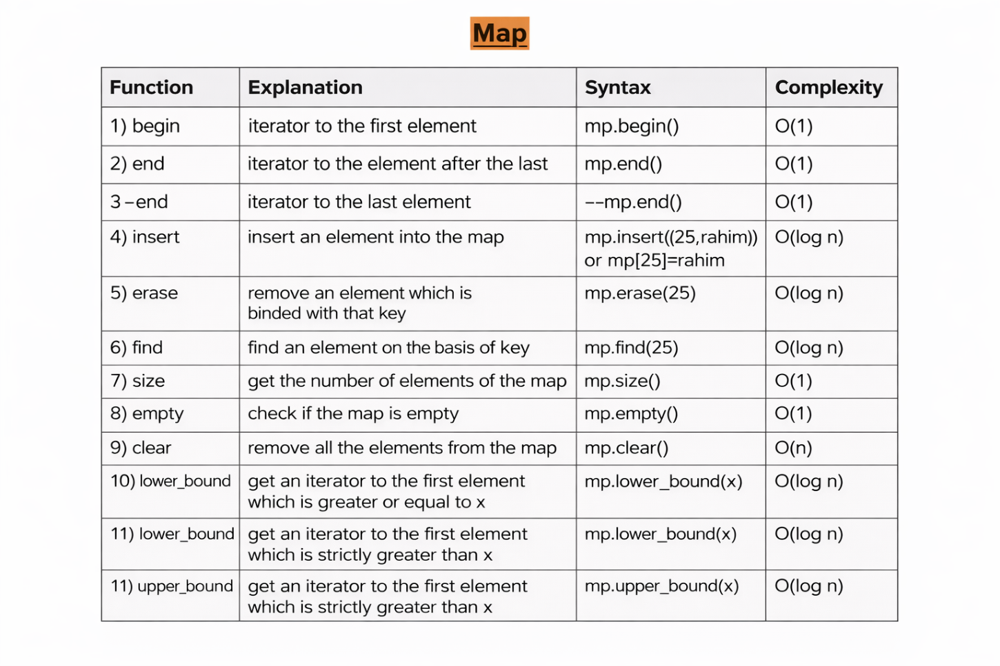 Map
Function Explanation Syntax Complexity
1) begin iterator to the first element mp.begin() O(1)
2) end iterator to the element after the last mp.end() O(1)
3–end iterator to the last element --mp.end() O(1)
4) insert insert an element into the map mp.insert((25,rahim)) O(log n)
or mp[25]=rahim
5) erase remove an element which is mp.erase(25) O(log n)
binded with that key
6) find find an element on the basis of key mp.find(25) O(log n)
7) size get the number of elements of the map mp.size() O(1)
8) empty check if the map is empty mp.empty() O(1)
9) clear remove all the elements from the map mp.clear() O(n)
10) lower_bound get an iterator to the first element mp.lower_bound(x) O(log n)
which is greater or equal to x
11) lower_bound get an iterator to the first element mp.lower_bound(x) O(log n)
which is strictly greater than x
11) upper_bound get an iterator to the first element mp.upper_bound(x) O(log n)
which is strictly greater than x